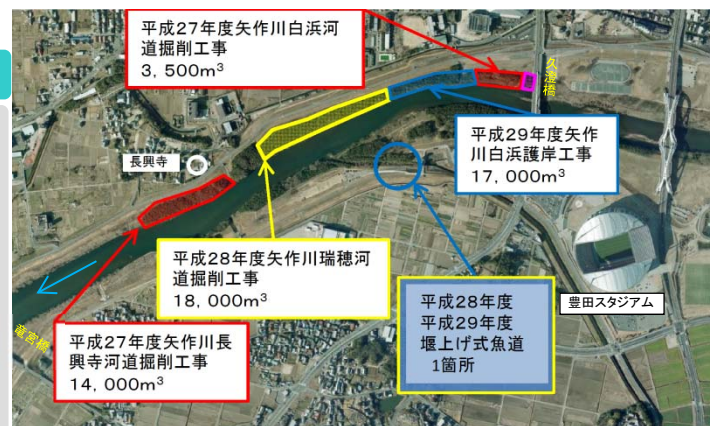 平成27年度矢作川白浜河
道掘削工事
3,500m³
久澄橋
平成29年度矢作
川白浜護岸工事
17,000m³
長興寺
平成28年度矢作川瑞穂河
道掘削工事
18,000m³
平成28年度
平成29年度
堰上げ式魚道
1箇所
豊田スタジアム
竜宮橋
平成27年度矢作川長
興寺河道掘削工事
14,000m³